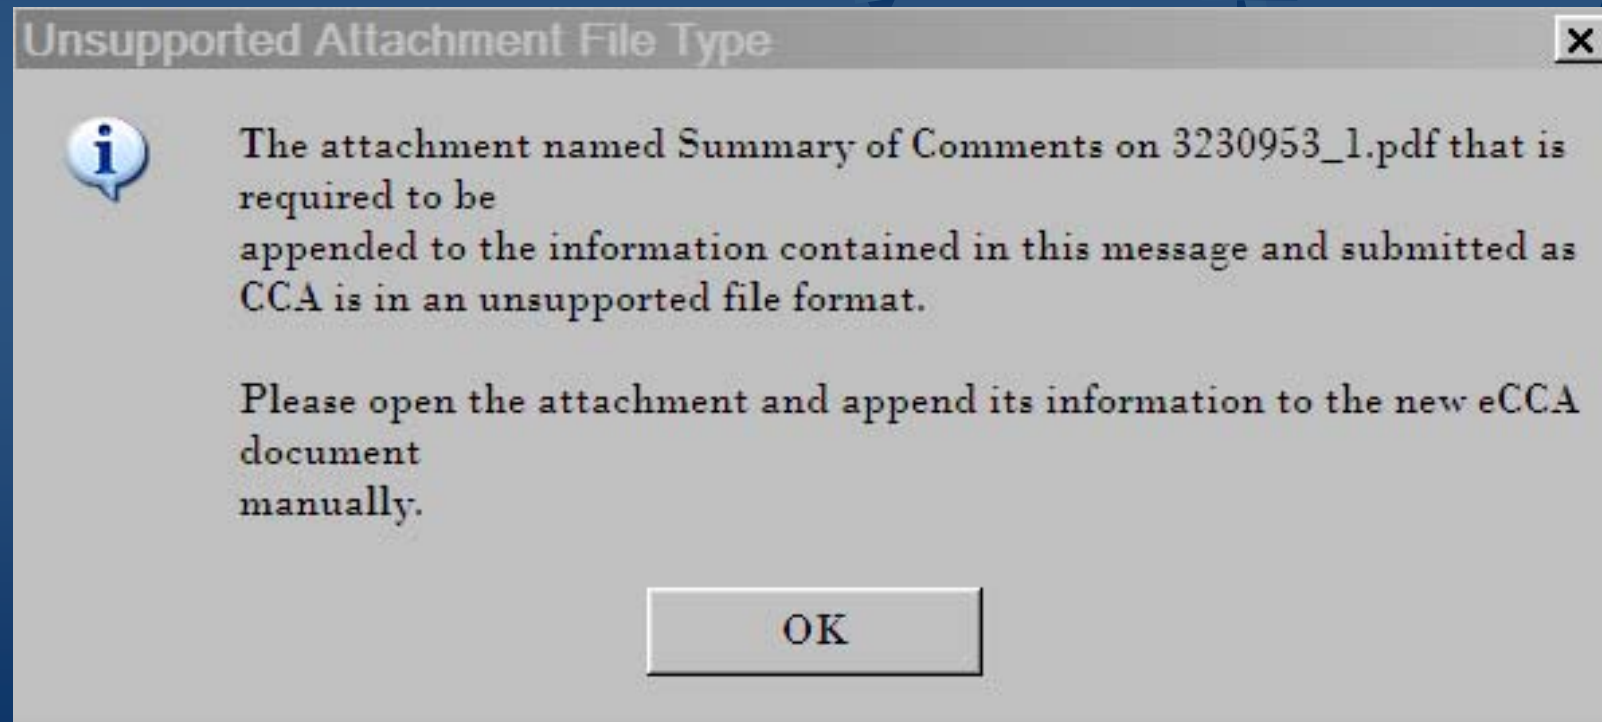 Unsupported Attachment File Type
The attachment named Summary of Comments on 3230953_1.pdf that is
required to be
appended to the information contained in this message and submitted as
CCA is in an unsupported file format.
Please open the attachment and append its information to the new eCCA
document
manually.
OK